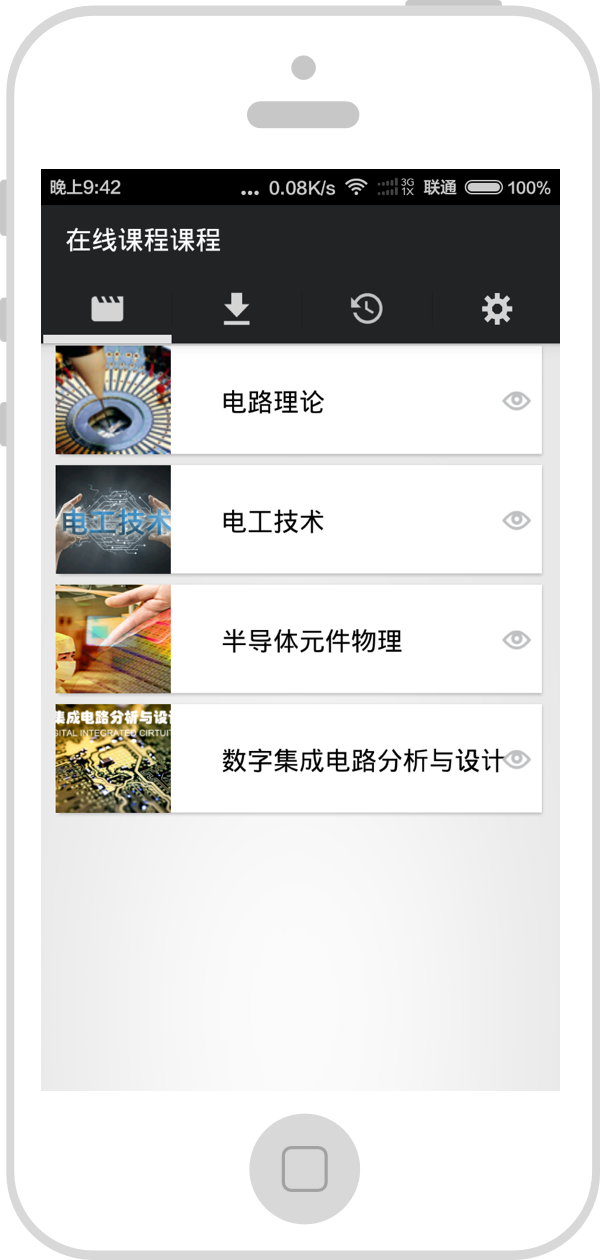 晚上9:42 ... 0.08K/s 3G 1X 联通 100%
在线课程课程
电路理论
电工技术
电工技术
半导体元件物理
集成电路分析与设计
GITAL INTEGRATED CIRTUIT
数字集成电路分析与设计